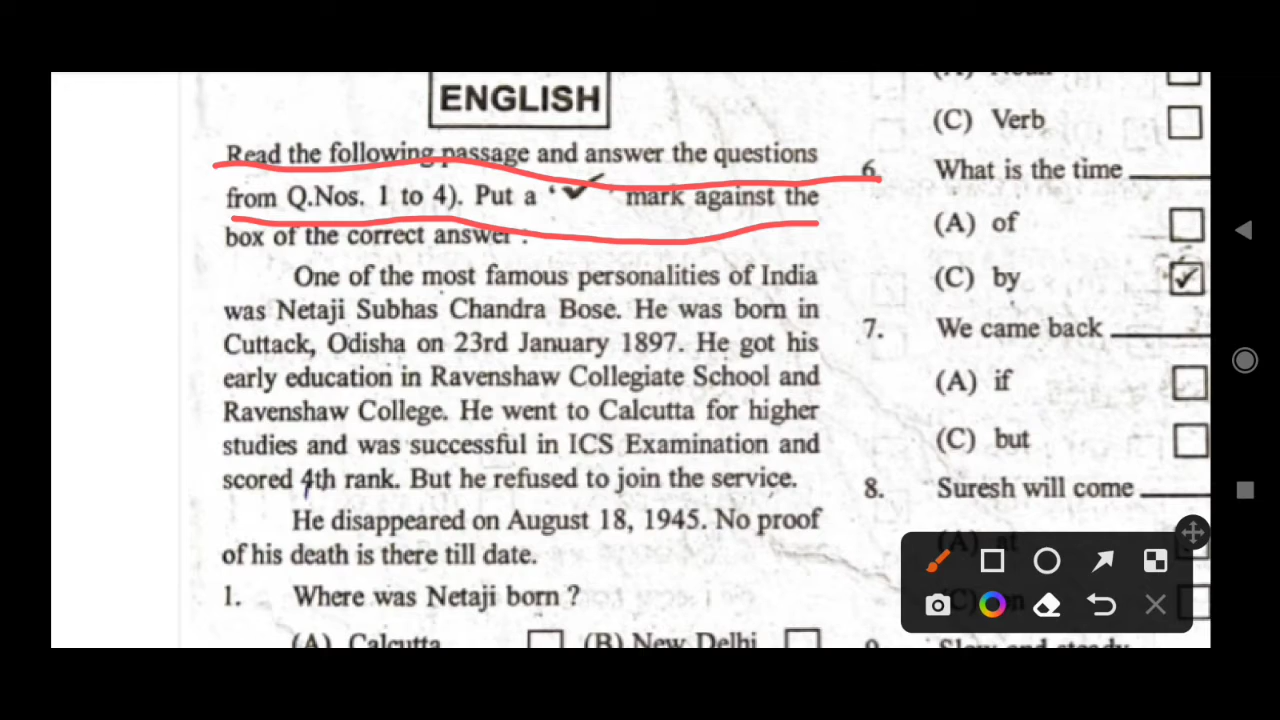 ENGLISH
Read the following passage and answer the questions
from Q.Nos. 1 to 4). Put a ‘✓’ mark against the
box of the correct answer :
One of the most famous personalities of India
was Netaji Subhas Chandra Bose. He was born in
Cuttack, Odisha on 23rd January 1897. He got his
early education in Ravenshaw Collegiate School and
Ravenshaw College. He went to Calcutta for higher
studies and was successful in ICS Examination and
scored 4th rank. But he refused to join the service.
He disappeared on August 18, 1945. No proof
of his death is there till date.
1. Where was Netaji born ?
(A) Calcutta (B) New Delhi
(C) Verb
6. What is the time
(A) of
(C) by
7. We came back
(A) if
(C) but
8. Suresh will come
(A) at
(C) on
9. Slow and steady